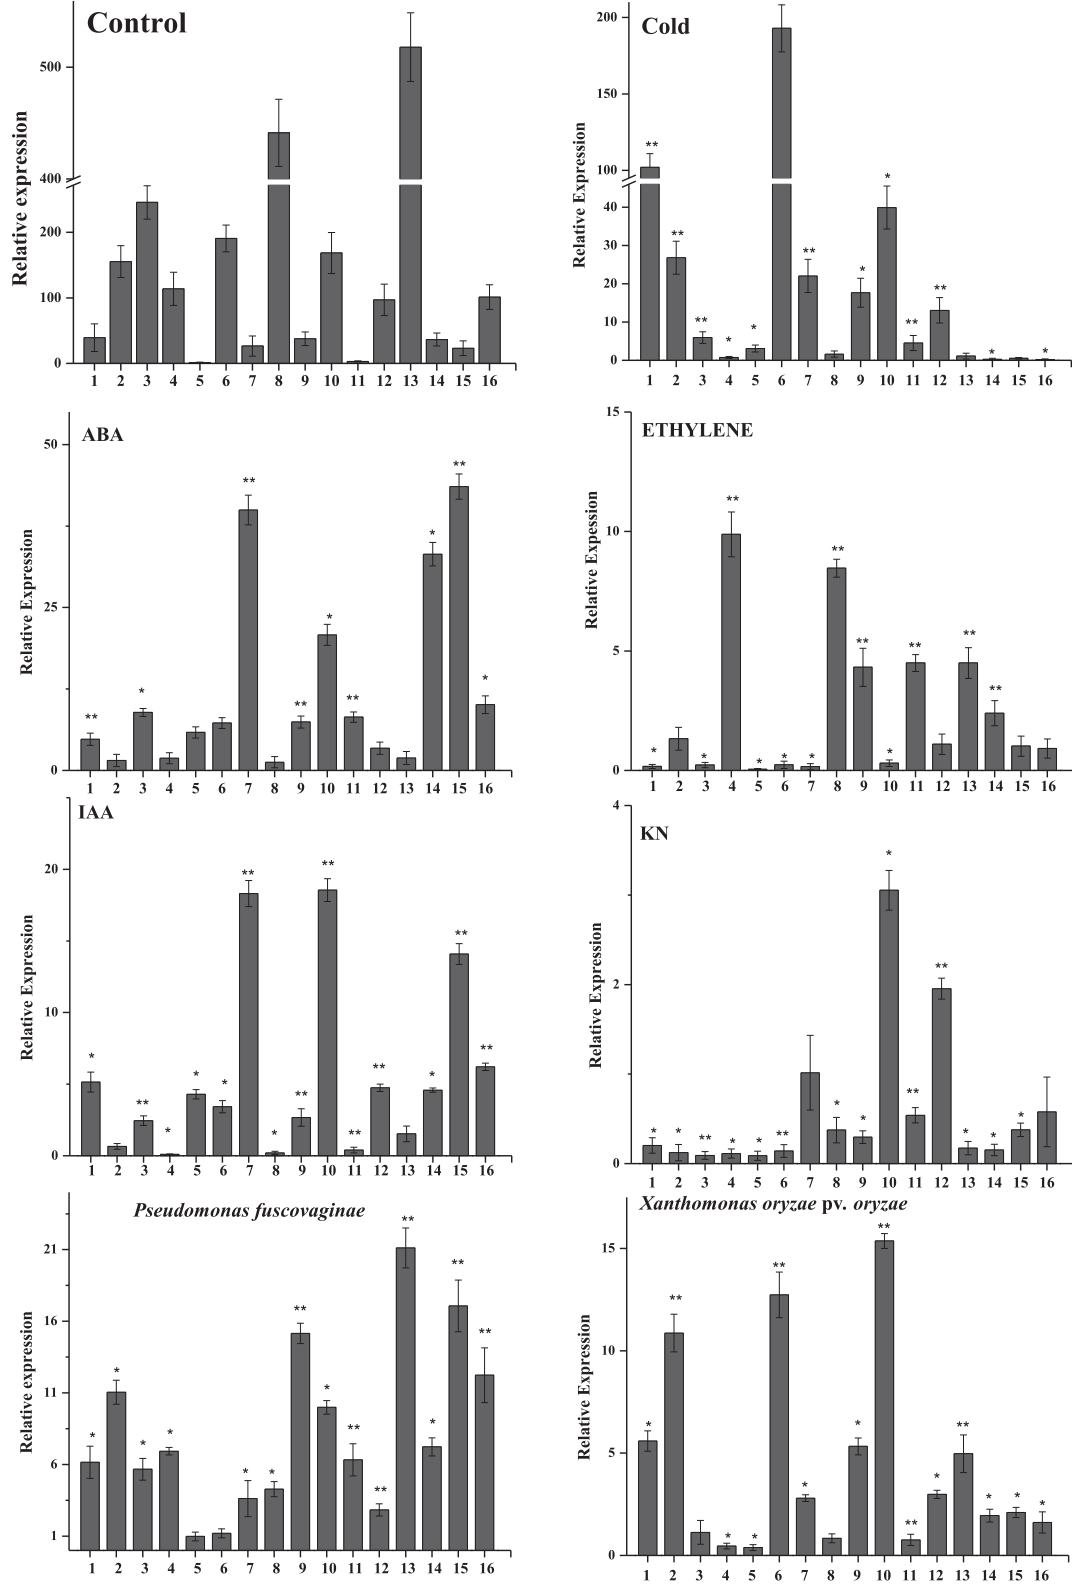 Control
Relative expression
500
400
200
100
0
1 2 3 4 5 6 7 8 9 10 11 12 13 14 15 16
Cold
Relative Expression
200
150
100
40
30
20
10
0
** ** ** * * ** * * ** ** * *
1 2 3 4 5 6 7 8 9 10 11 12 13 14 15 16
ABA
Relative Expression
50
25
0
** * ** ** * ** * ** *
1 2 3 4 5 6 7 8 9 10 11 12 13 14 15 16
ETHYLENE
Relative Expession
15
10
5
0
* * ** * * * ** ** * ** ** **
1 2 3 4 5 6 7 8 9 10 11 12 13 14 15 16
IAA
Relative Expression
20
10
0
* ** * * * ** * ** ** ** ** * ** **
1 2 3 4 5 6 7 8 9 10 11 12 13 14 15 16
KN
Relative Expression
4
2
0
* * ** * * ** * * * ** ** * * *
1 2 3 4 5 6 7 8 9 10 11 12 13 14 15 16
Pseudomonas fuscovaginae
Relative expression
21
16
11
6
1
* * * * * * ** * ** ** ** * ** **
1 2 3 4 5 6 7 8 9 10 11 12 13 14 15 16
Xanthomonas oryzae pv. oryzae
Relative Expression
15
10
5
0
* ** * * ** * * ** ** * ** * * *
1 2 3 4 5 6 7 8 9 10 11 12 13 14 15 16